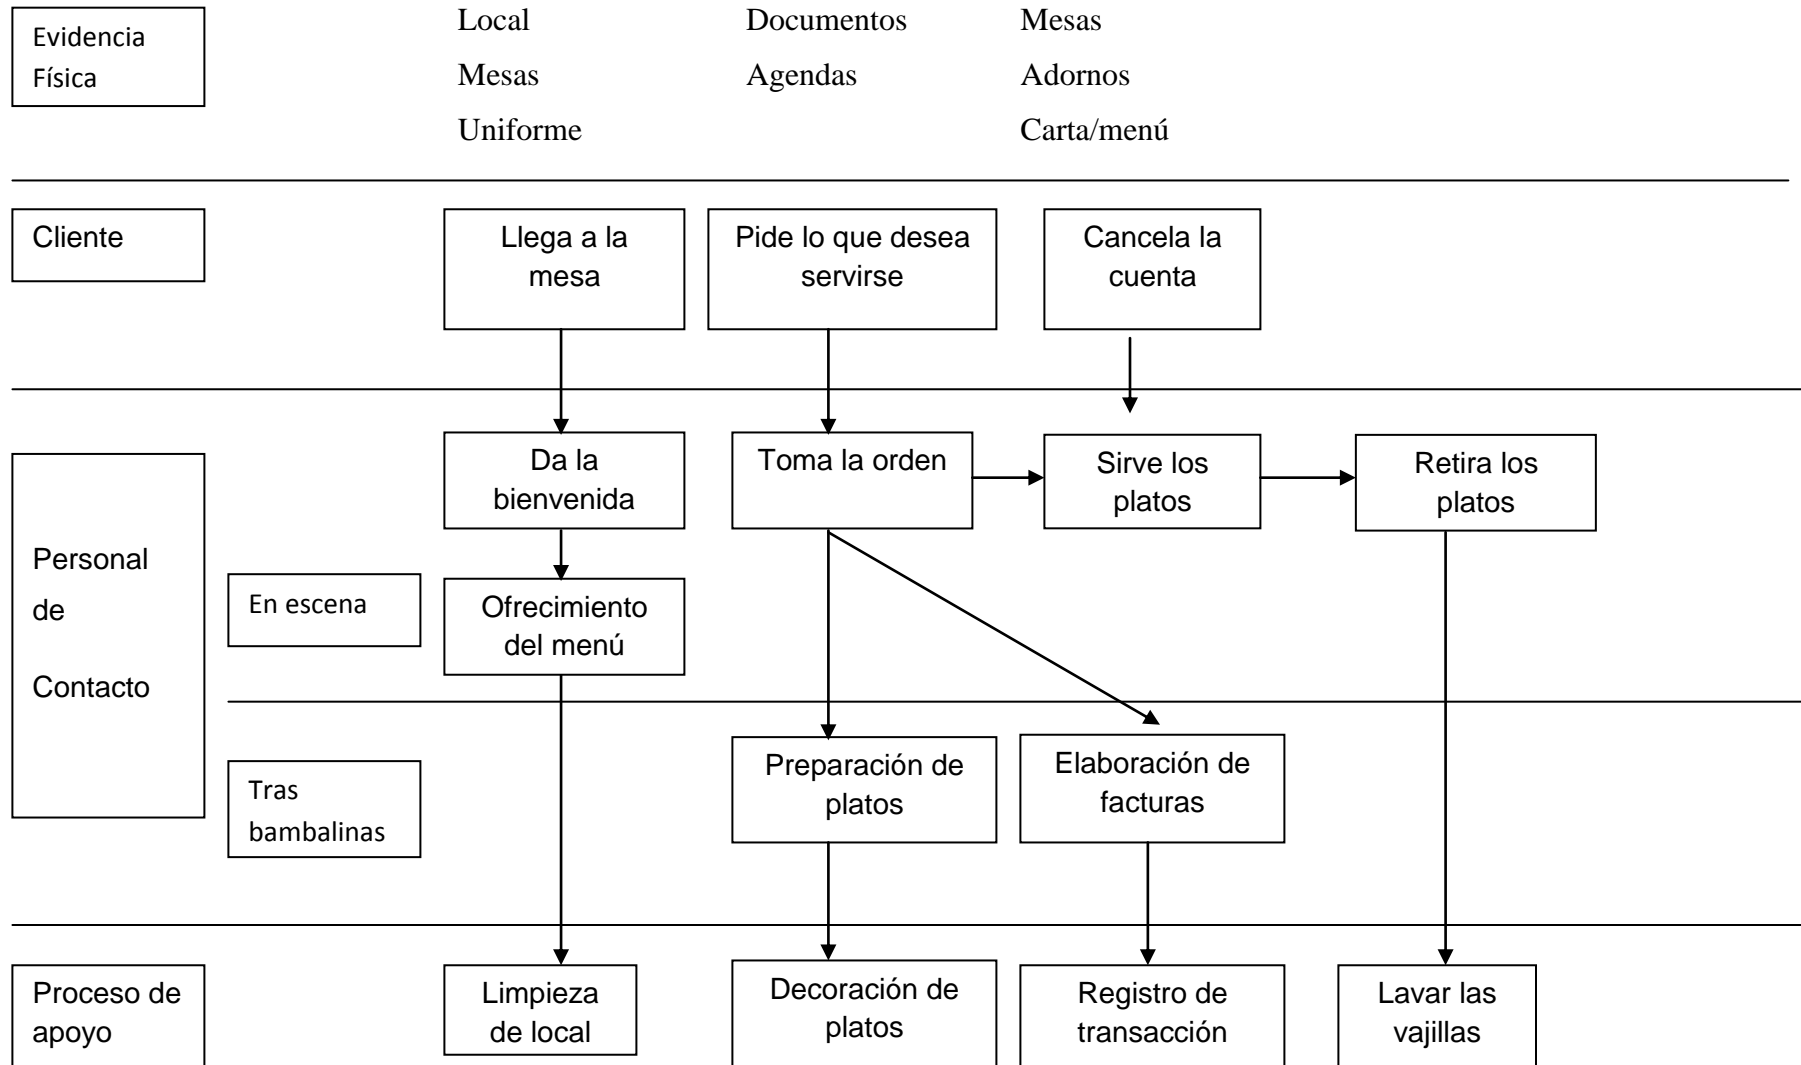 Evidencia
Física
Local
Documentos
Mesas
Mesas
Agendas
Adornos
Uniforme
Carta/menú
Cliente
Llega a la
mesa
Pide lo que desea
servirse
Cancela la
cuenta
Personal
de
Contacto
En escena
Da la
bienvenida
Toma la orden
Sirve los
platos
Retira los
platos
Ofrecimiento
del menú
Tras
bambalinas
Preparación de
platos
Elaboración de
facturas
Proceso de
apoyo
Limpieza
de local
Decoración de
platos
Registro de
transacción
Lavar las
vajillas